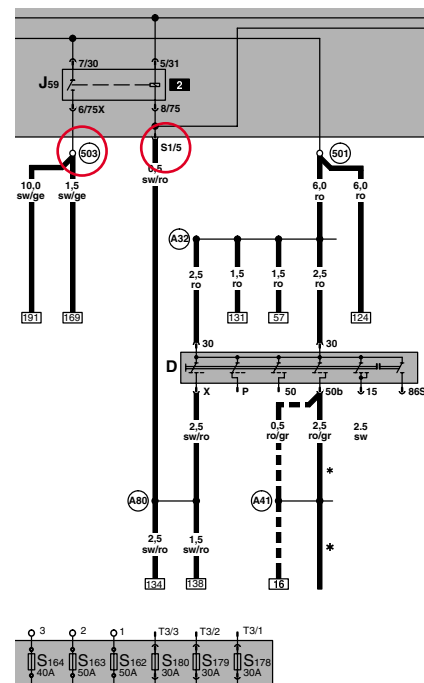 7/30 5/31
J59 2
6/75X 8/75
503 S1/5 501
10,0 sw/ge 1,5 sw/ge 0,5 sw/ro 6,0 ro 6,0 ro
A32
2,5 ro 1,5 ro 1,5 ro 2,5 ro
191 169 131 57 124
30 30
D
X P 50 50b 15 86S
2,5 sw/ro 0,5 ro/gr 2,5 ro/gr 2.5 sw
*
A80 A41
2,5 sw/ro 1,5 sw/ro *
134 138 16
3 2 1 T3/3 T3/2 T3/1
S164 S163 S162 S180 S179 S178
40A 50A 50A 30A 30A 30A